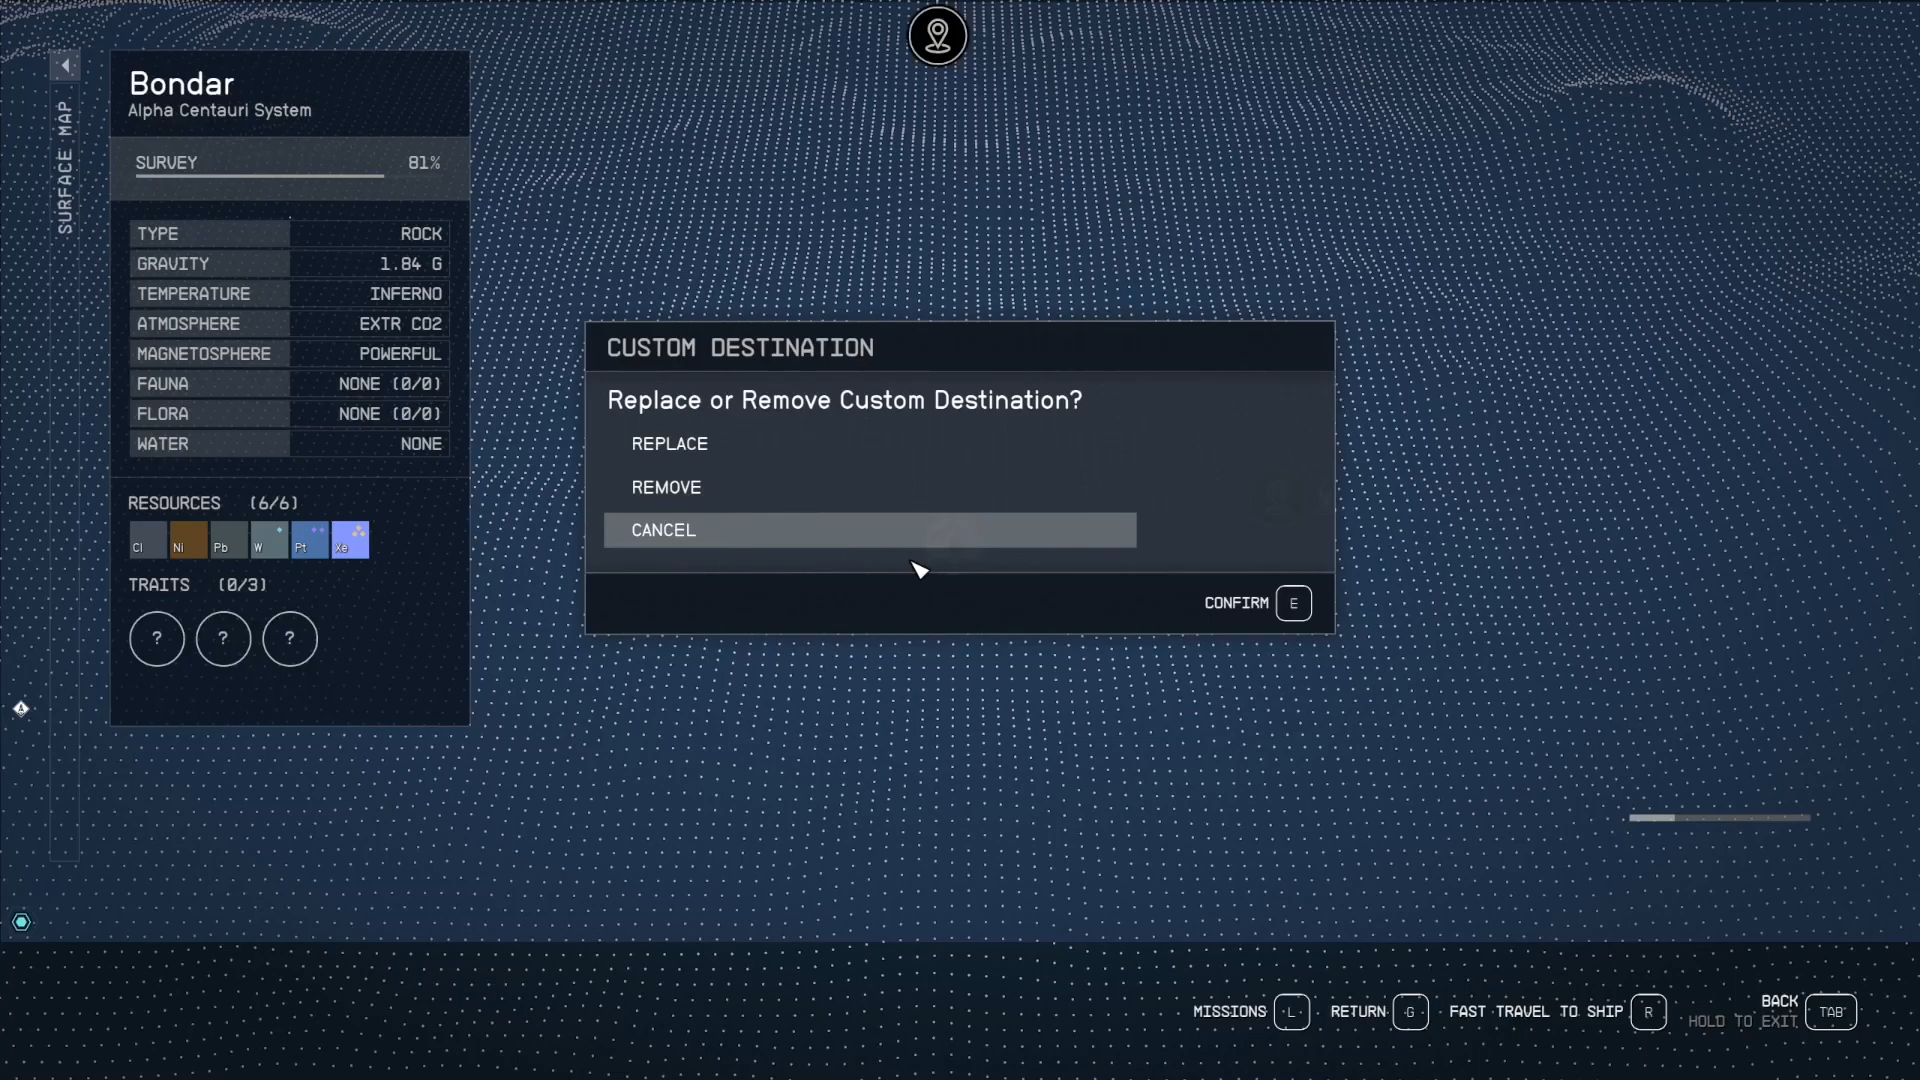 Bondar
Alpha Centauri System
SURFACE MAP
SURVEY 81%
TYPE ROCK
GRAVITY 1.84 G
TEMPERATURE INFERNO
ATMOSPHERE EXTR CO2
MAGNETOSPHERE POWERFUL
FAUNA NONE (0/0)
FLORA NONE (0/0)
WATER NONE
RESOURCES (6/6)
Cl Ni Pb W Pt Xe
TRAITS (0/3)
? ? ?
CUSTOM DESTINATION
Replace or Remove Custom Destination?
REPLACE
REMOVE
CANCEL
CONFIRM E
MISSIONS L RETURN G FAST TRAVEL TO SHIP R BACK TAB
HOLD TO EXIT